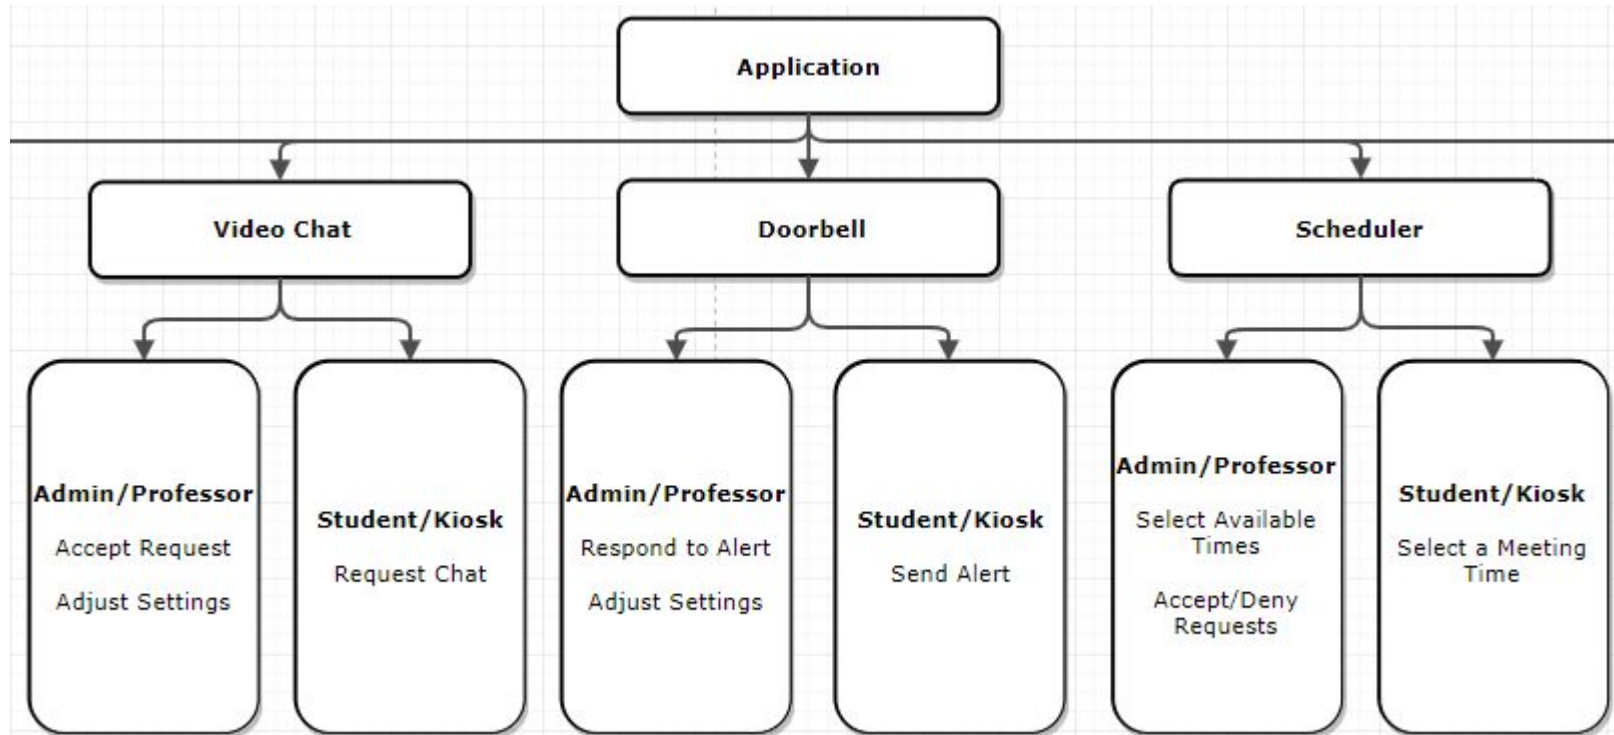 Application
Video Chat
Doorbell
Scheduler
Admin/Professor
Accept Request
Adjust Settings
Student/Kiosk
Request Chat
Admin/Professor
Respond to Alert
Adjust Settings
Student/Kiosk
Send Alert
Admin/Professor
Select Available
Times
Accept/Deny
Requests
Student/Kiosk
Select a Meeting
Time